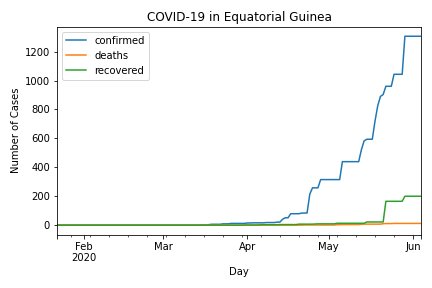 COVID-19 in Equatorial Guinea
confirmed
deaths
recovered
Number of Cases
1200
1000
800
600
400
200
0
Feb
2020
Mar
Apr
May
Jun
Day